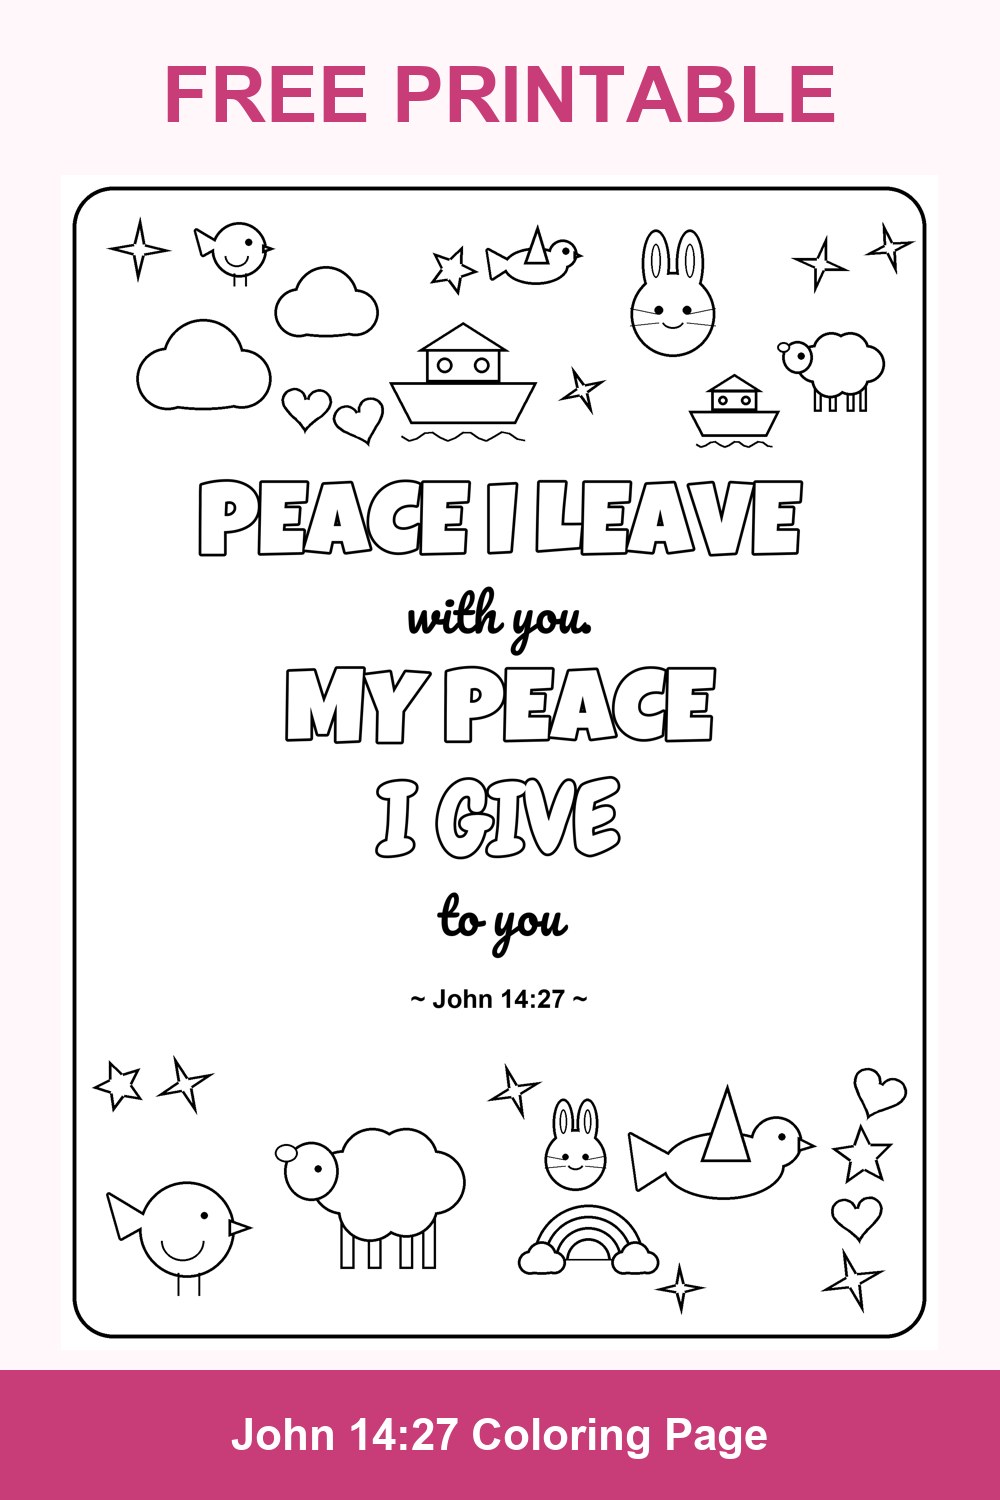 FREE PRINTABLE
PEACE I LEAVE
with you.
MY PEACE
I GIVE
to you
~ John 14:27 ~
John 14:27 Coloring Page